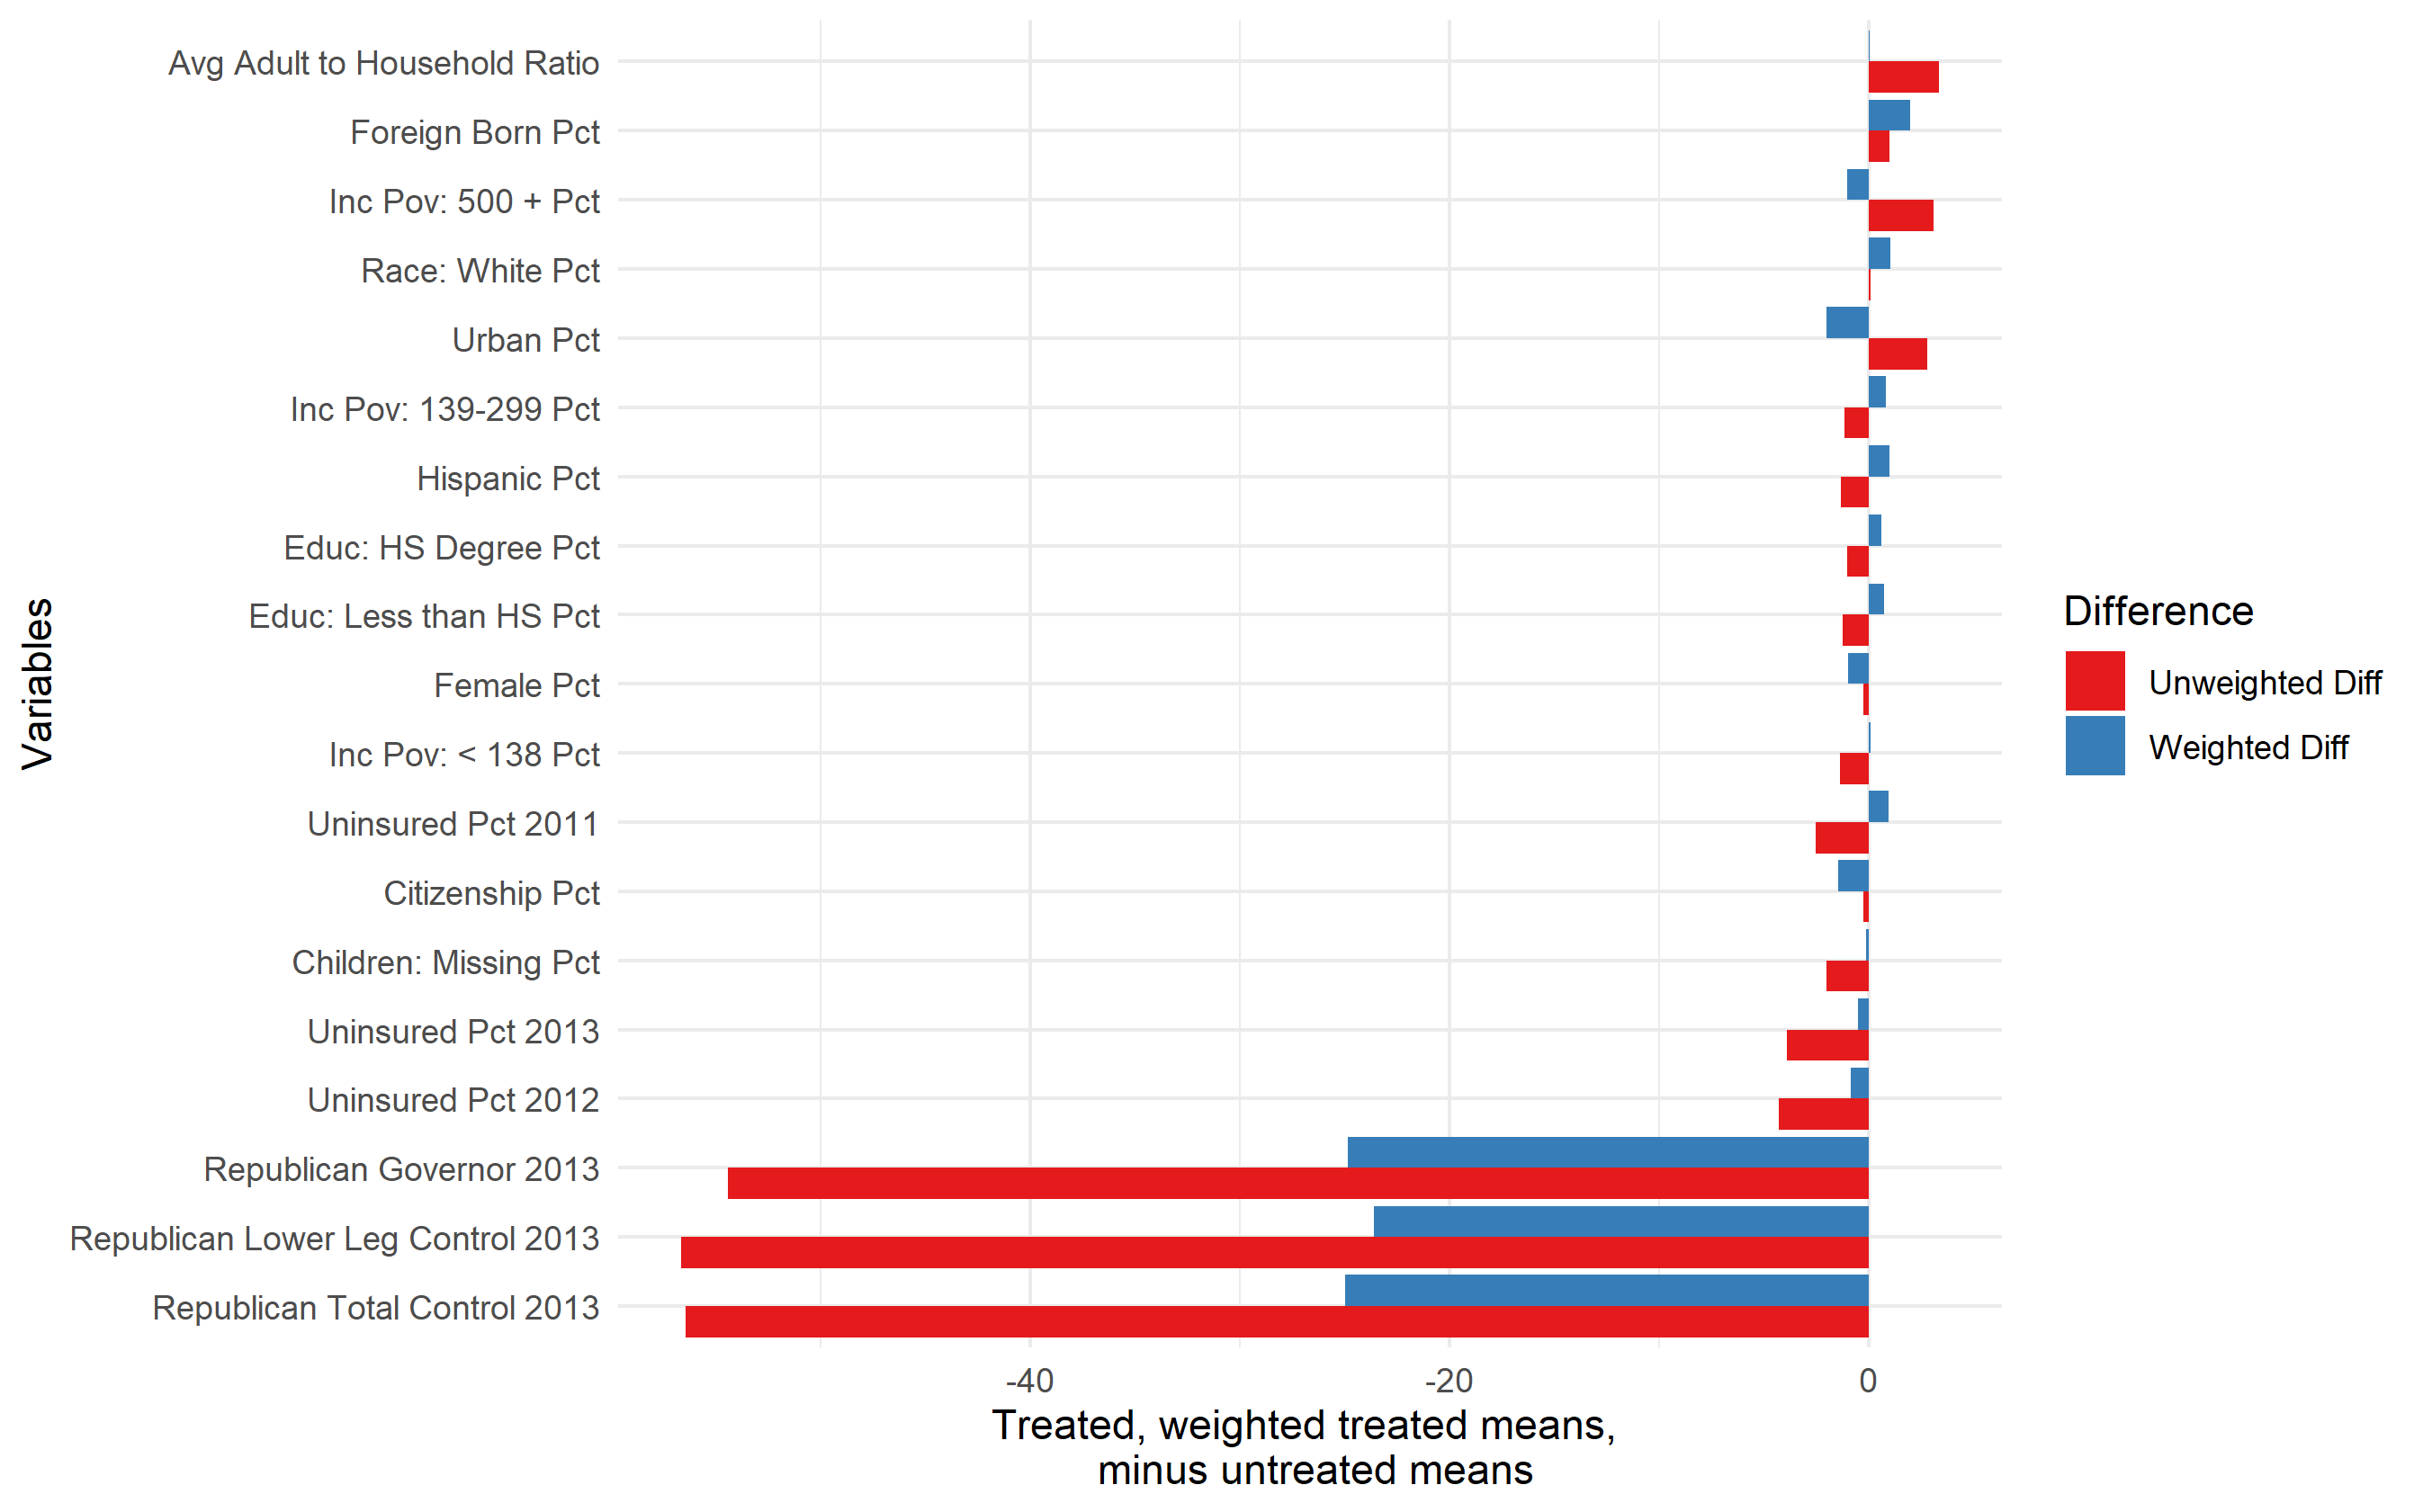 Avg Adult to Household Ratio
Foreign Born Pct
Inc Pov: 500 + Pct
Race: White Pct
Urban Pct
Inc Pov: 139-299 Pct
Hispanic Pct
Educ: HS Degree Pct
Educ: Less than HS Pct
Female Pct
Inc Pov: < 138 Pct
Uninsured Pct 2011
Citizenship Pct
Children: Missing Pct
Uninsured Pct 2013
Uninsured Pct 2012
Republican Governor 2013
Republican Lower Leg Control 2013
Republican Total Control 2013
Variables
-40 -20 0
Treated, weighted treated means,
minus untreated means
Difference
Unweighted Diff
Weighted Diff